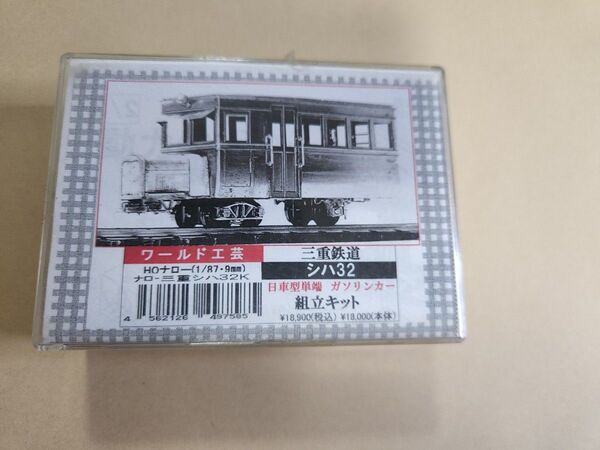 ワールド工芸
HOナロー(1/87・9mm)
ナロー三重シハ32K
4 562126 497585
三重鉄道
シハ32
日車型単端 ガソリンカー
組立キット
¥18,900(税込) ¥18,000(本体)